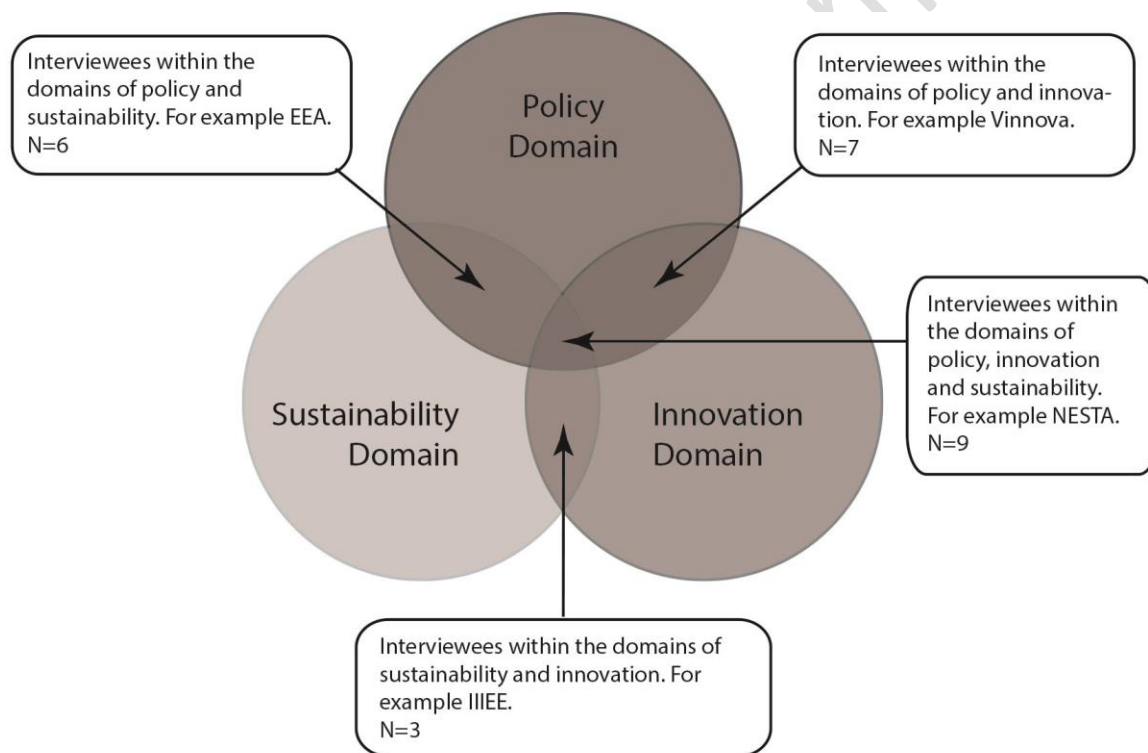 Interviewees within the
domains of policy and
sustainability. For example EEA.
N=6
Policy
Domain
Interviewees within the
domains of policy and innova-
tion. For example Vinnova.
N=7
Interviewees within
the domains of
policy, innovation
and sustainability.
For example NESTA.
N=9
Sustainability
Domain
Innovation
Domain
Interviewees within the domains of
sustainability and innovation. For
example IIIEE.
N=3